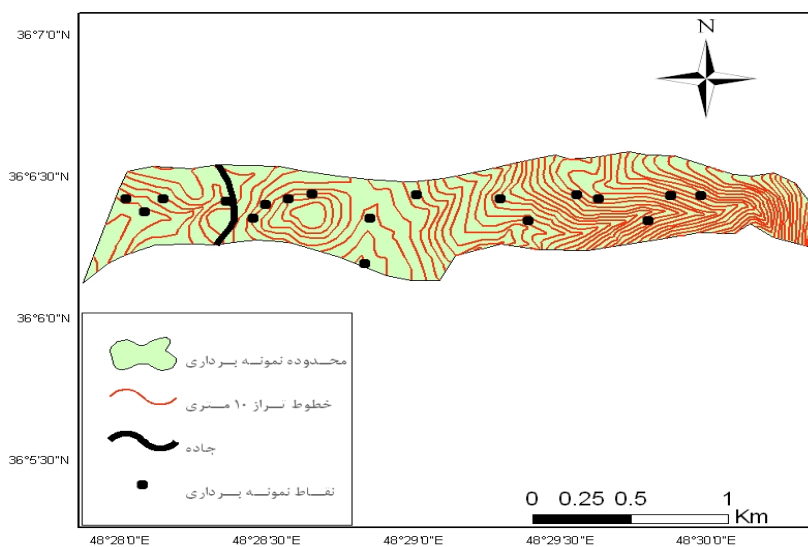 36°7'0"N
N
36°6'30"N
36°6'0"N
محدوده نمونه برداری
خطوط تراز ۱۰ متری
جاده
نقاط نمونه برداری
36°5'30"N
0 0.25 0.5 1
Km
48°28'0"E 48°28'30"E 48°29'0"E 48°29'30"E 48°30'0"E